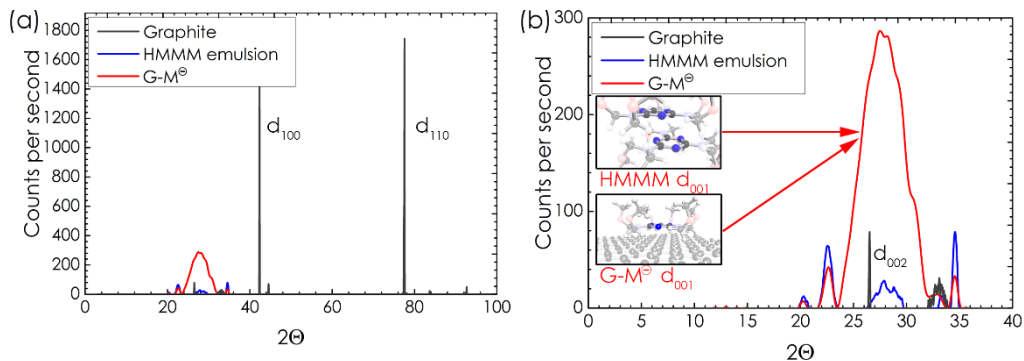 (a)
Counts per second
1800
1600
1400
1200
1000
800
600
400
200
0
Graphite
HMMM emulsion
G-M⊖
d100
d110
0 20 40 60 80 100
2Θ
(b)
Counts per second
300
200
100
0
Graphite
HMMM emulsion
G-M⊖
HMMM d001
G-M⊖ d001
d002
0 5 10 15 20 25 30 35 40
2Θ